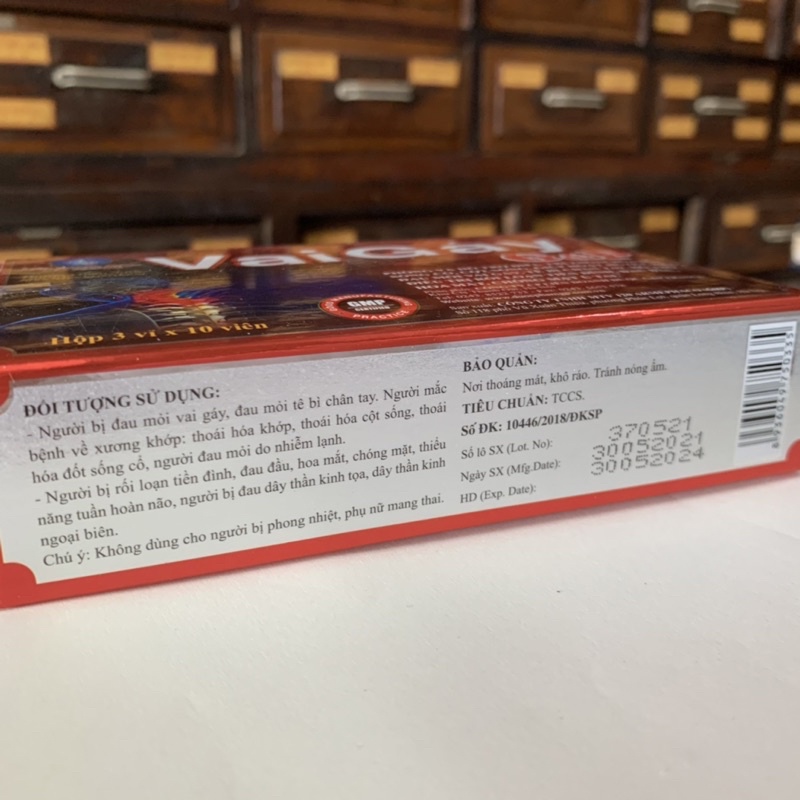 VaiGáy
GMP
Hộp 3 vỉ x 10 viên
ĐỐI TƯỢNG SỬ DỤNG:
- Người bị đau mỏi vai gáy, đau mỏi tê bì chân tay. Người mắc
bệnh về xương khớp: thoái hóa khớp, thoái hóa cột sống, thoái
hóa đốt sống cổ, người đau mỏi do nhiễm lạnh.
- Người bị rối loạn tiền đình, đau đầu, hoa mắt, chóng mặt, thiểu
năng tuần hoàn não, người bị đau dây thần kinh tọa, dây thần kinh
ngoại biên.
Chú ý: Không dùng cho người bị phong nhiệt, phụ nữ mang thai.
BẢO QUẢN:
Nơi thoáng mát, khô ráo. Tránh nóng ẩm.
TIÊU CHUẨN: TCCS.
Số ĐK: 10446/2018/ĐKSP
Số lô SX (Lot. No): 370521
Ngày SX (Mfg.Date): 30052021
HD (Exp. Date): 30052024